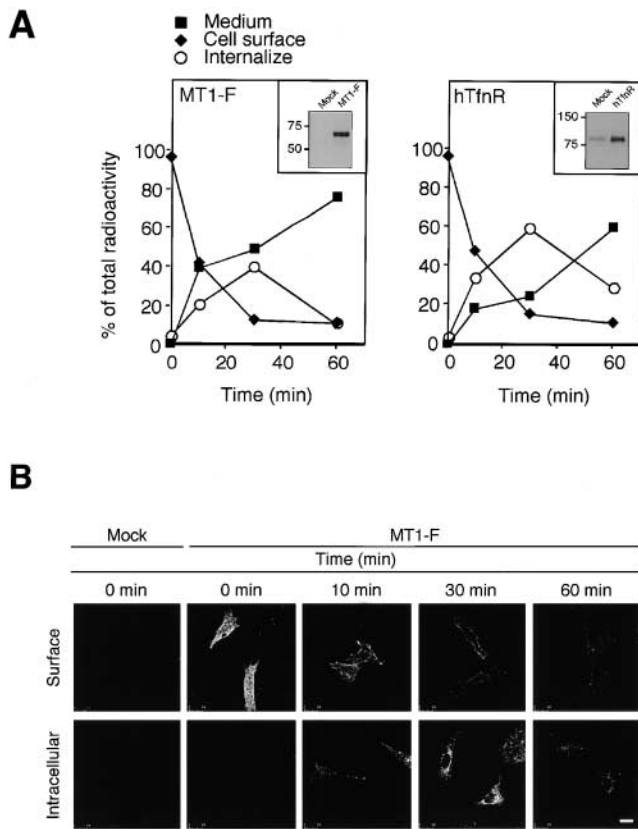 A
Medium
Cell surface
Internalize
MT1-F
Mock
MT1-F
75
50
hTfnR
Mock
hTfnR
150
75
% of total radioactivity
100
80
60
40
20
0
0 20 40 60
Time (min)
100
80
60
40
20
0
0 20 40 60
Time (min)
B
Mock MT1-F
Time (min)
0 min 0 min 10 min 30 min 60 min
Surface
Intracellular